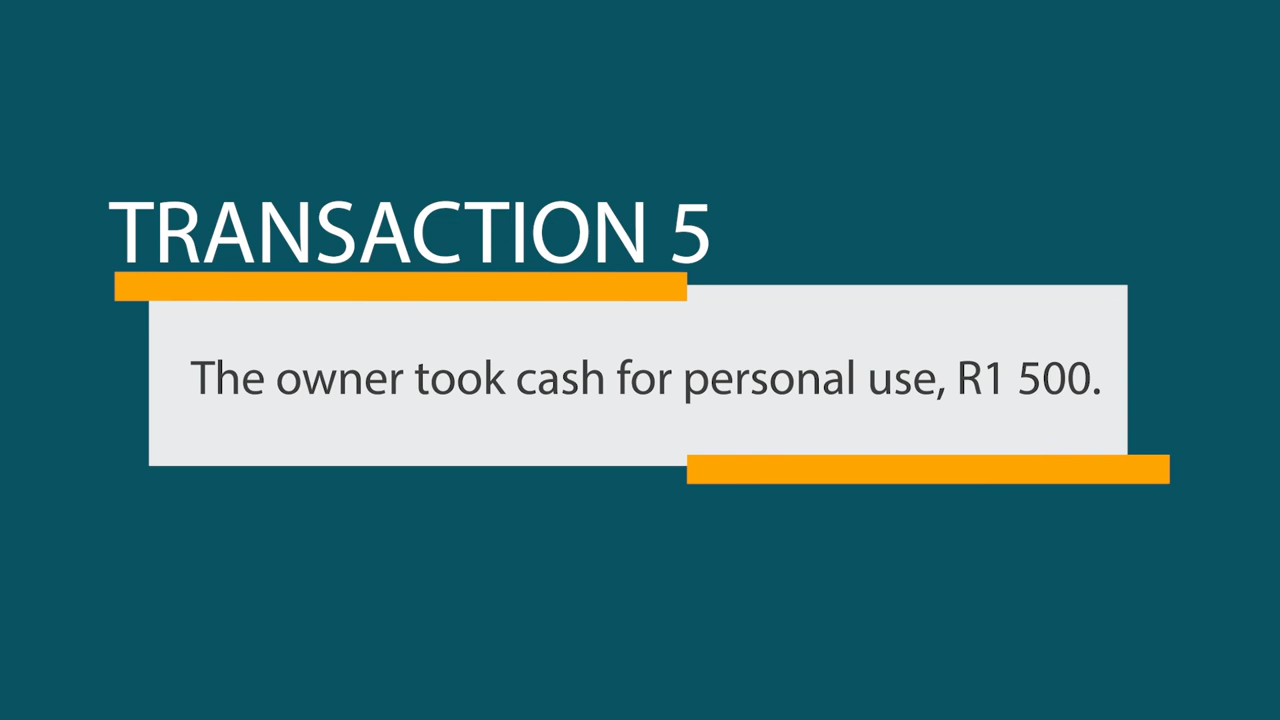 TRANSACTION 5
The owner took cash for personal use, R1 500.